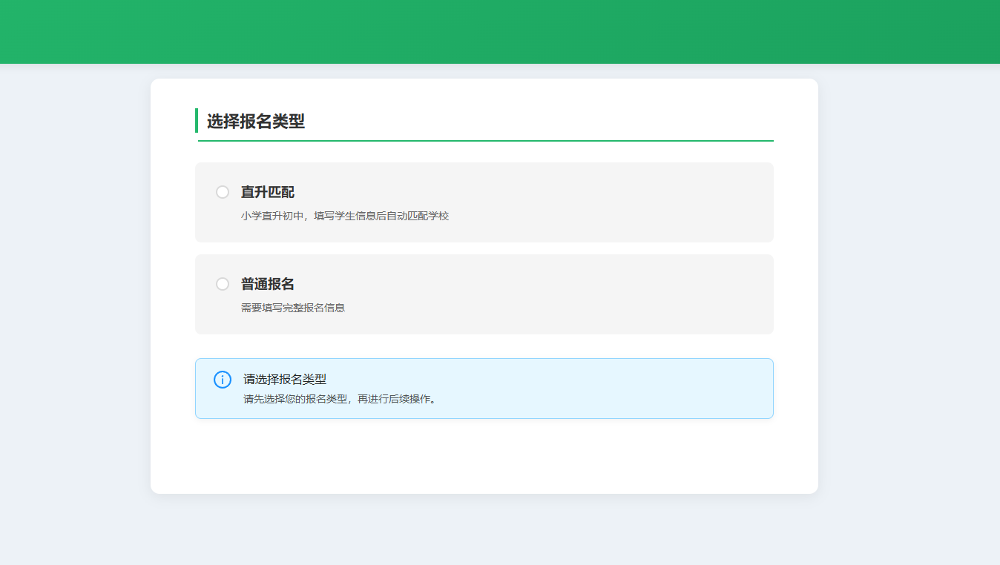 选择报名类型
直升匹配
小学直升初中，填写学生信息后自动匹配学校
普通报名
需要填写完整报名信息
请选择报名类型
请先选择您的报名类型，再进行后续操作。